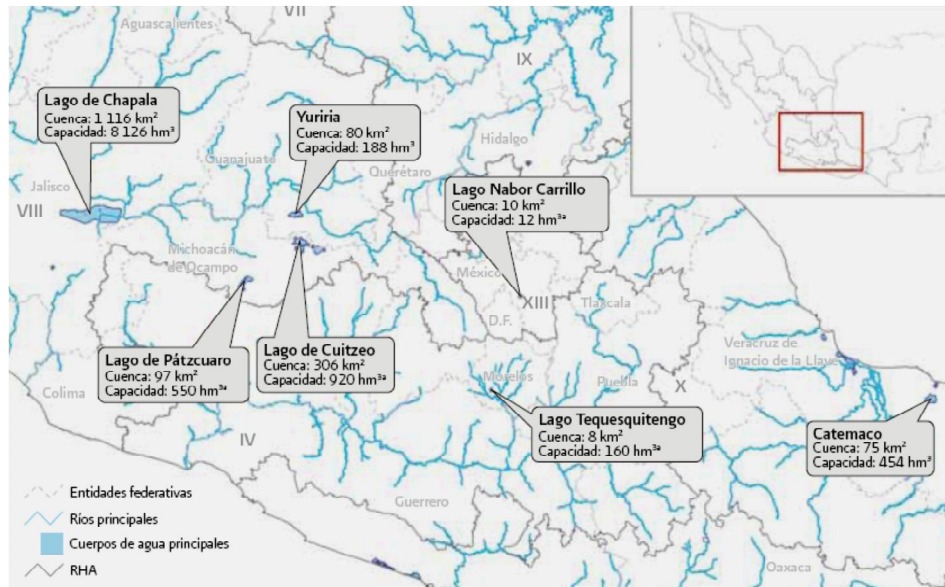 VII
Aguascalientes
IX
Lago de Chapala
Cuenca: 1 116 km²
Capacidad: 8 126 hm³
Yuriria
Cuenca: 80 km²
Capacidad: 188 hm³
Hidalgo
Guanajuato
Querétaro
Jalisco
VIII
Lago Nabor Carrillo
Cuenca: 10 km²
Capacidad: 12 hm³ᵃ
Michoacán
de Ocampo
México
XIII
D.F.
Tlaxcala
Lago de Pátzcuaro
Cuenca: 97 km²
Capacidad: 550 hm³ᵃ
Lago de Cuitzeo
Cuenca: 306 km²
Capacidad: 920 hm³ᵃ
Veracruz de
Ignacio de la Llave
Colima
Morelos
Puebla
X
Lago Tequesquitengo
Cuenca: 8 km²
Capacidad: 160 hm³ᵃ
Catemaco
Cuenca: 75 km²
Capacidad: 454 hm³
IV
Guerrero
Oaxaca
Entidades federativas
Ríos principales
Cuerpos de agua principales
RHA